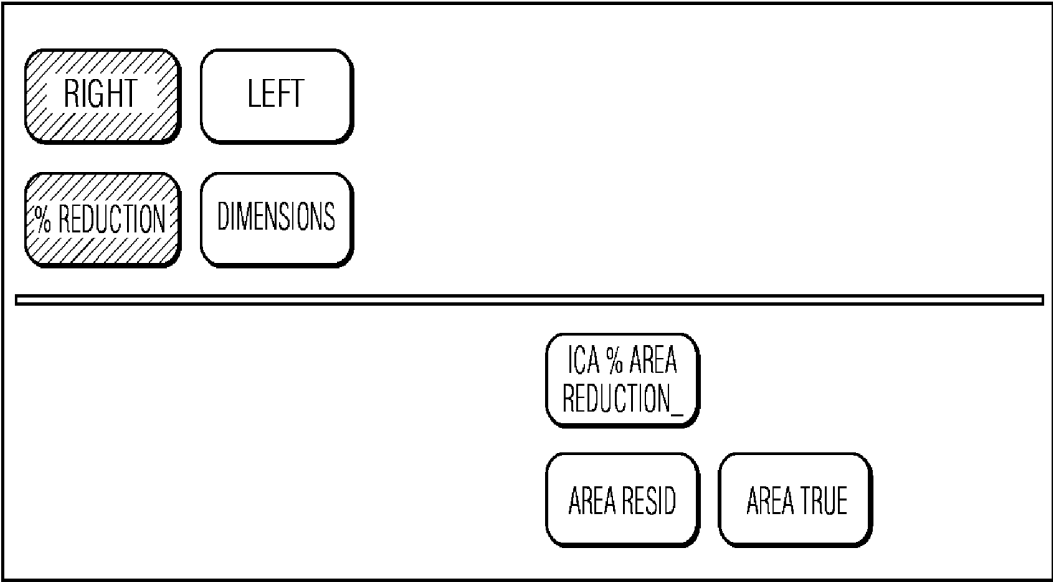 RIGHT
LEFT
% REDUCTION
DIMENSIONS
ICA % AREA
REDUCTION_
AREA RESID
AREA TRUE